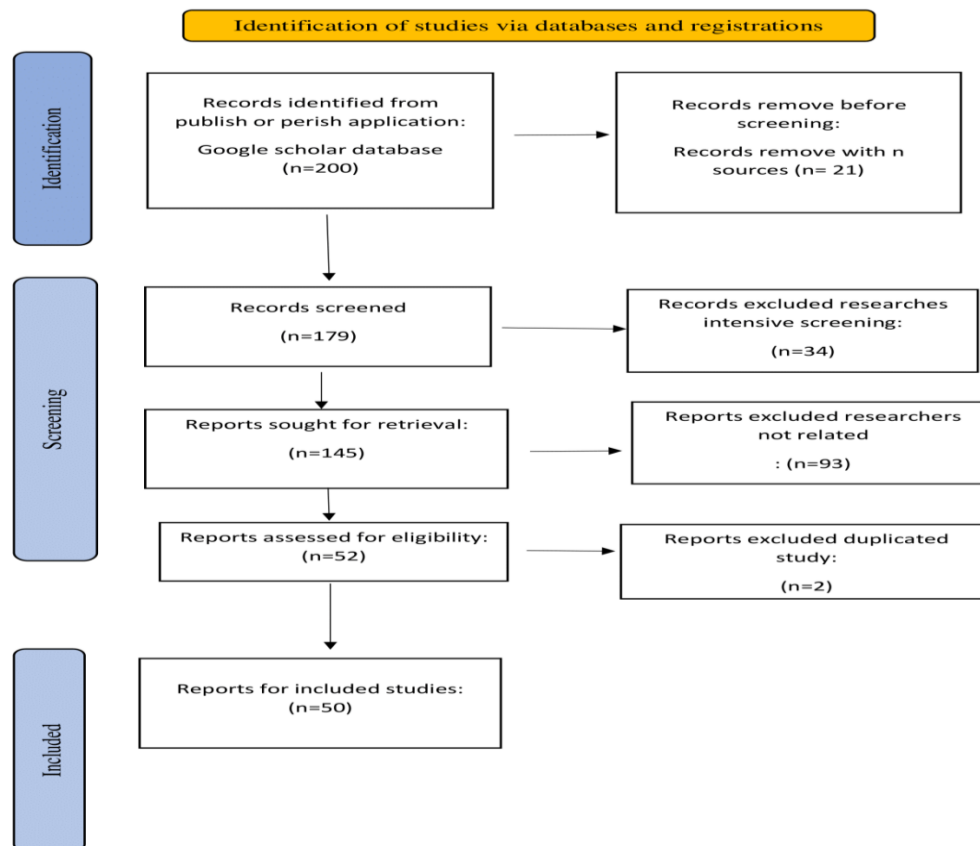 Identification of studies via databases and registrations
Identification
Records identified from
publish or perish application:
Google scholar database
(n=200)
Records remove before
screening:
Records remove with n
sources (n= 21)
Screening
Records screened
(n=179)
Records excluded researches
intensive screening:
(n=34)
Reports sought for retrieval:
(n=145)
Reports excluded researchers
not related
: (n=93)
Reports assessed for eligibility:
(n=52)
Reports excluded duplicated
study:
(n=2)
Included
Reports for included studies:
(n=50)